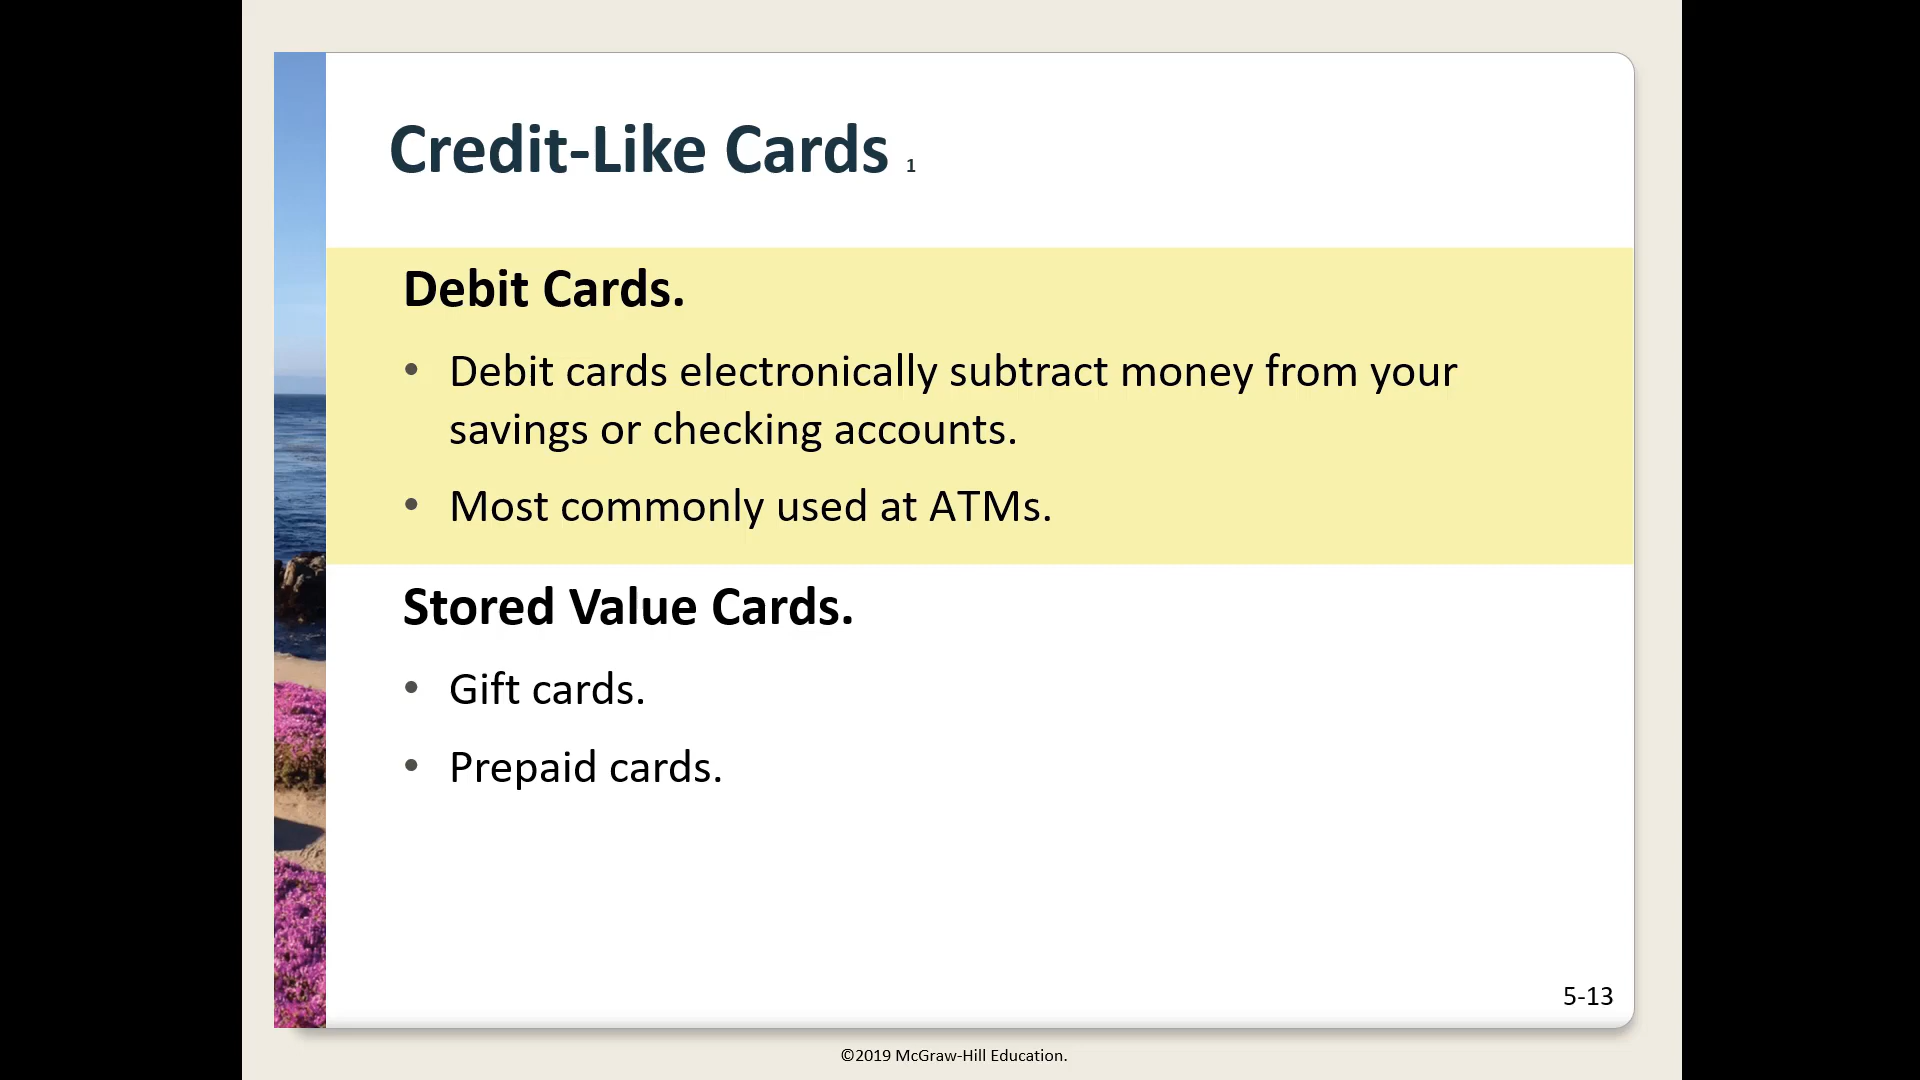 Credit-Like Cards 1
Debit Cards.
• Debit cards electronically subtract money from your
savings or checking accounts.
• Most commonly used at ATMs.
Stored Value Cards.
• Gift cards.
• Prepaid cards.
5-13
©2019 McGraw-Hill Education.